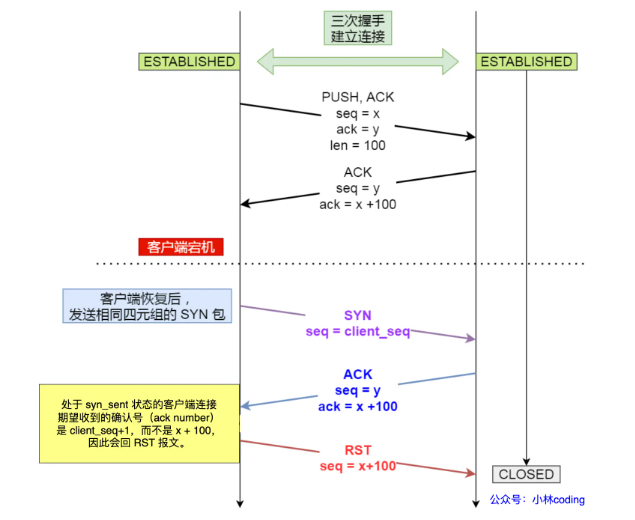 三次握手
建立连接
ESTABLISHED
ESTABLISHED
PUSH, ACK
seq = x
ack = y
len = 100
ACK
seq = y
ack = x +100
客户端宕机
客户端恢复后，
发送相同四元组的 SYN 包
SYN
seq = client_seq
ACK
seq = y
ack = x +100
处于 syn_sent 状态的客户端连接
期望收到的确认号（ack number）
是 client_seq+1，而不是 x + 100，
因此会回 RST 报文。
RST
seq = x+100
CLOSED
公众号：小林coding